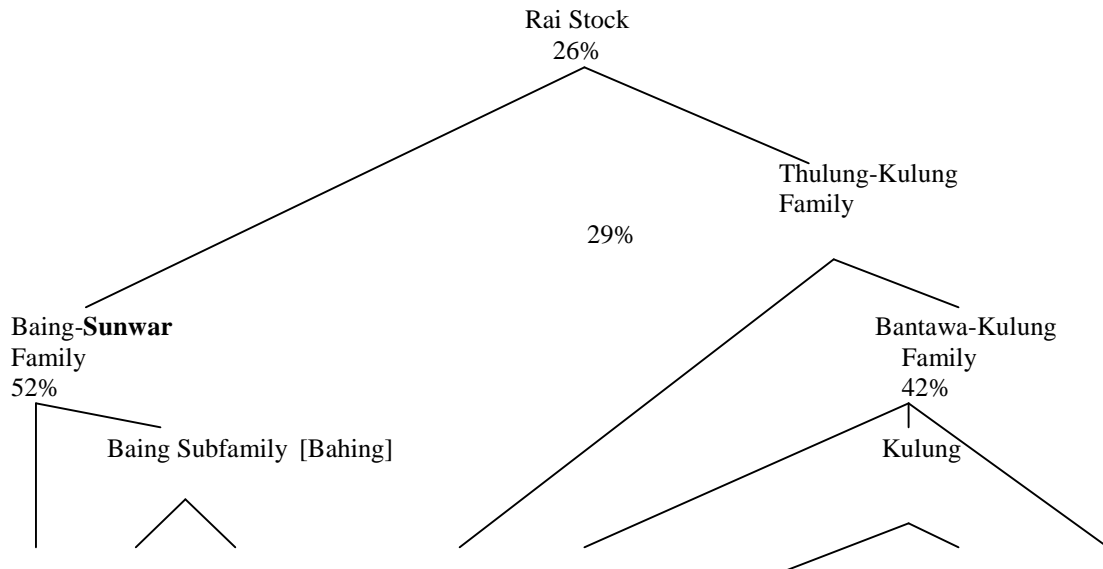 Rai Stock
26%
Thulung-Kulung
Family
29%
Baing-Sunwar
Family
52%
Bantawa-Kulung
Family
42%
Baing Subfamily [Bahing]
Kulung